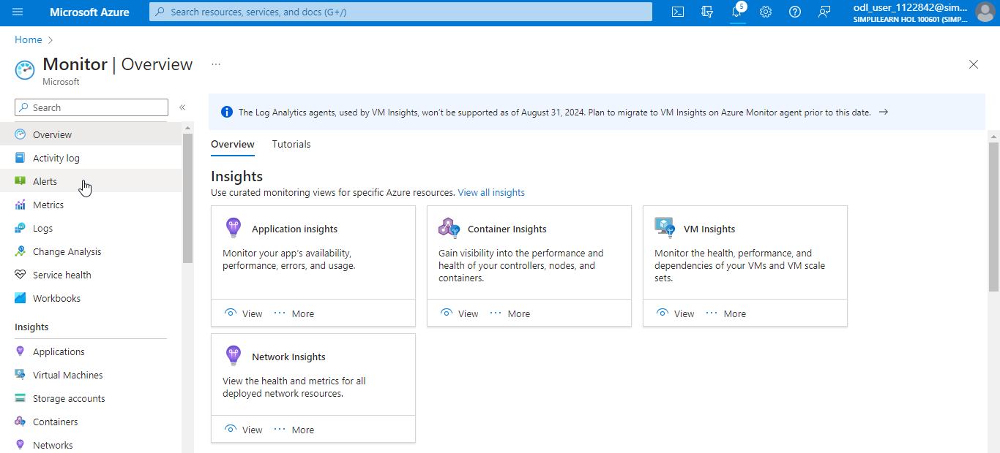 Microsoft Azure
Search resources, services, and docs (G+/)
5
odl_user_1122842@sim...
SIMPLILEARN HOL 100601 (SIMP...
Home
Monitor | Overview
...
Microsoft
Search
«
Overview
Activity log
Alerts
Metrics
Logs
Change Analysis
Service health
Workbooks
Insights
Applications
Virtual Machines
Storage accounts
Containers
Networks
The Log Analytics agents, used by VM Insights, won't be supported as of August 31, 2024. Plan to migrate to VM Insights on Azure Monitor agent prior to this date. →
Overview Tutorials
Insights
Use curated monitoring views for specific Azure resources. View all insights
Application insights
Monitor your app's availability,
performance, errors, and usage.
View ... More
Container Insights
Gain visibility into the performance and
health of your controllers, nodes, and
containers.
View ... More
VM Insights
Monitor the health, performance, and
dependencies of your VMs and VM scale
sets.
View ... More
Network Insights
View the health and metrics for all
deployed network resources.
View ... More